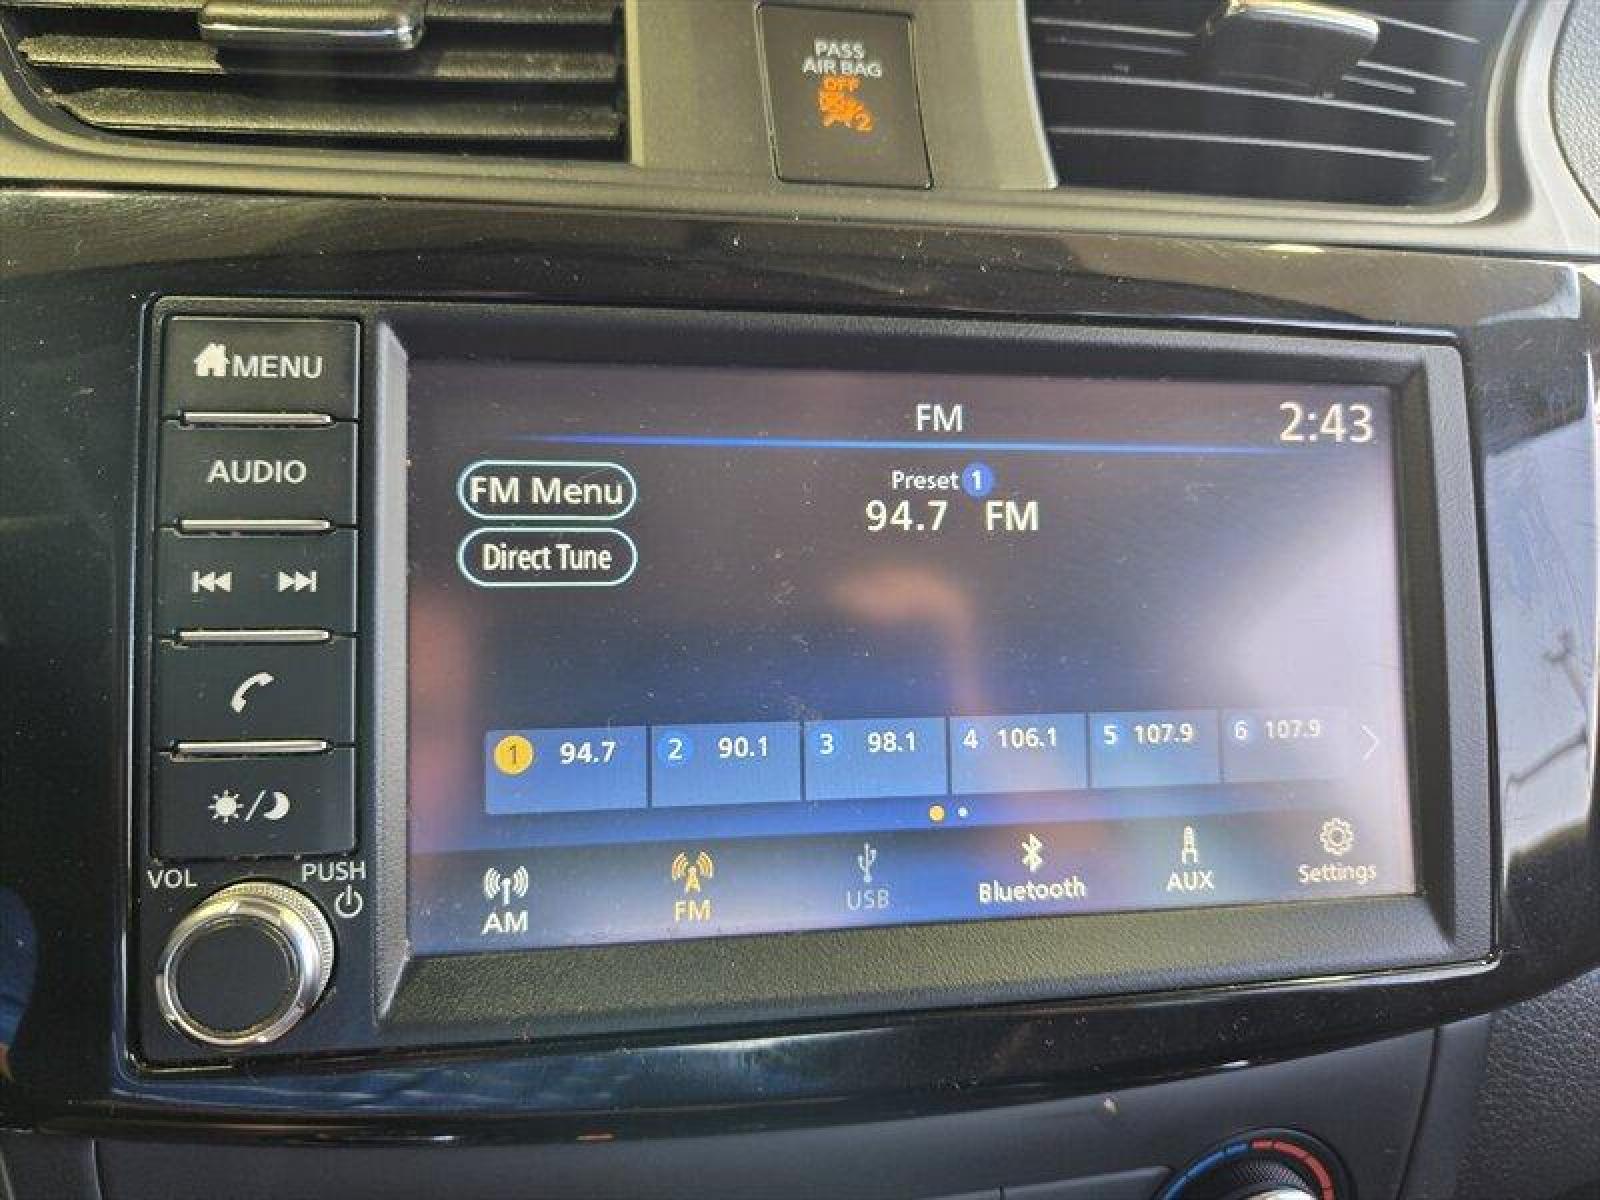 PASS
AIR BAG
OFF
2
MENU
AUDIO
VOL
PUSH
FM
2:43
FM Menu
Direct Tune
Preset 1
94.7 FM
1 94.7 2 90.1 3 98.1 4 106.1 5 107.9 6 107.9
AM FM USB Bluetooth AUX Settings